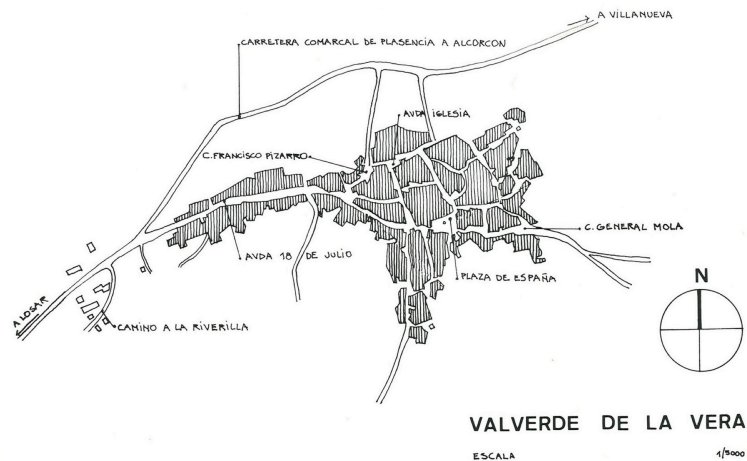 A VILLANUEVA
CARRETERA COMARCAL DE PLASENCIA A ALCORCON
AVDA IGLESIA
C. FRANCISCO PIZARRO
C. GENERAL MOLA
AVDA 18 DE JULIO
PLAZA DE ESPAÑA
A LOSAR
CAMINO A LA RIVERILLA
N
VALVERDE DE LA VERA
ESCALA 1/5000